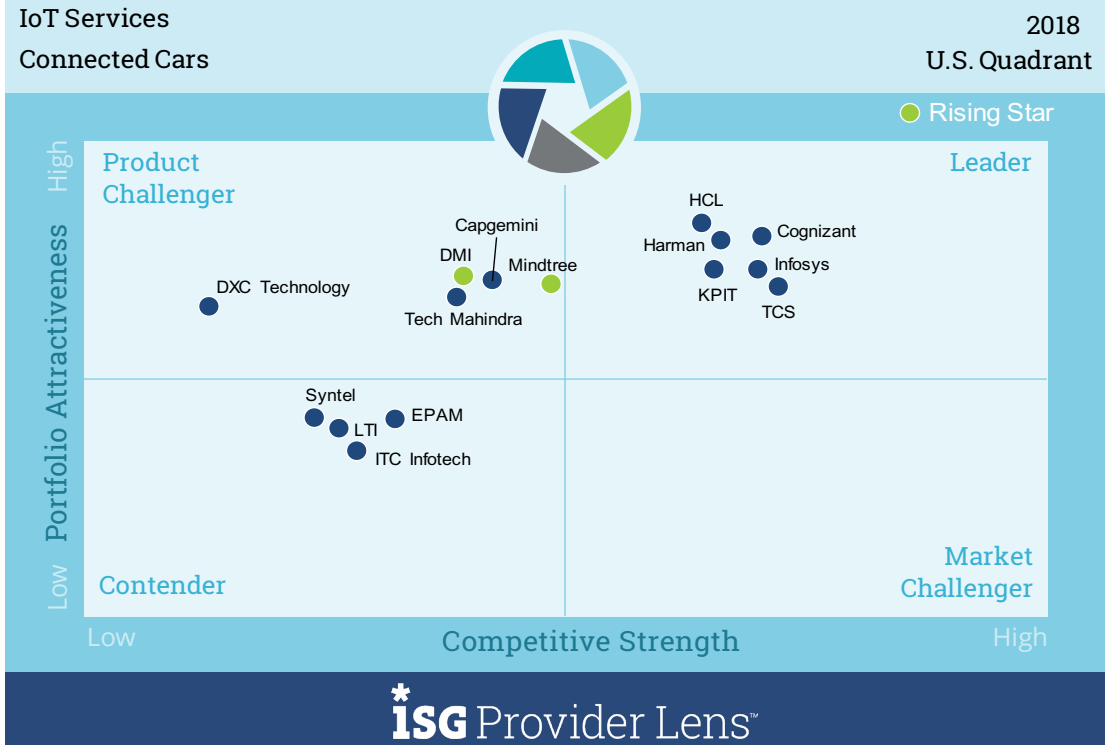 IoT Services
Connected Cars
2018
U.S. Quadrant
Rising Star
High
Portfolio Attractiveness
Low
Product
Challenger
Leader
HCL
Capgemini
Cognizant
Harman
DMI
Mindtree
Infosys
DXC Technology
KPIT
TCS
Tech Mahindra
Syntel
EPAM
LTI
ITC Infotech
Contender
Market
Challenger
Low
Competitive Strength
High
*iSG Provider Lens™